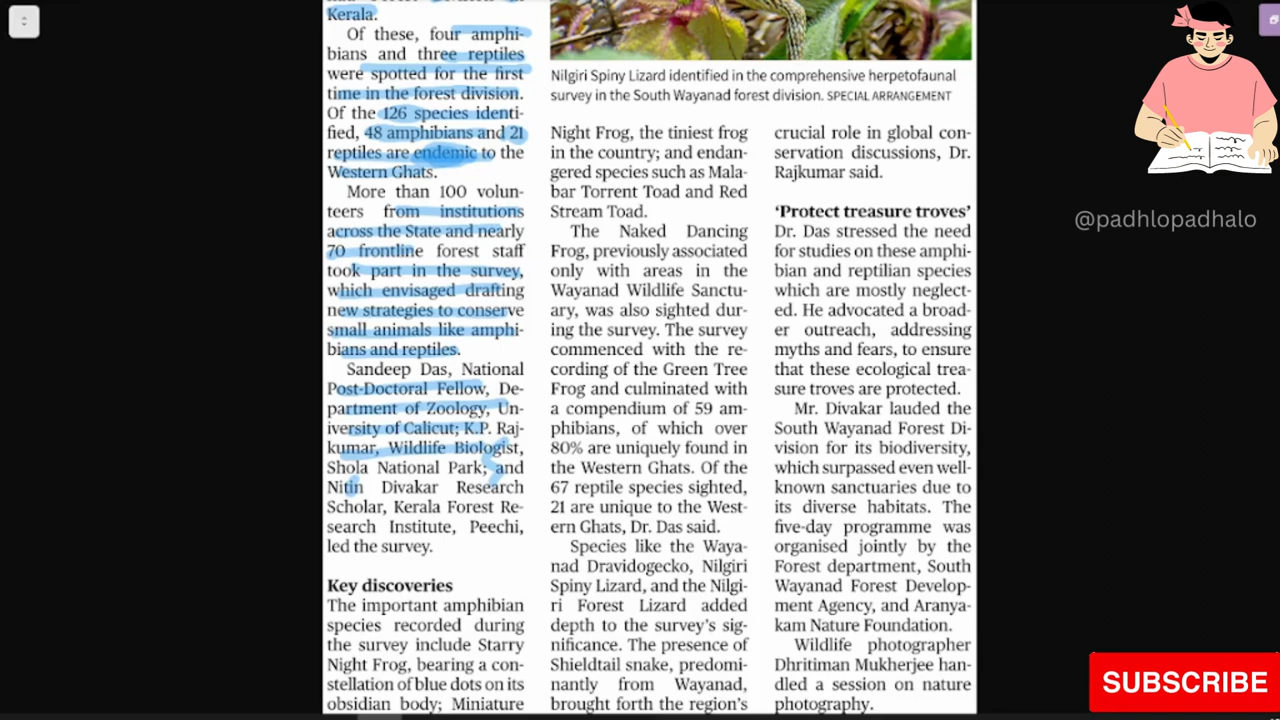 Kerala.
Of these, four amphi-
bians and three reptiles
were spotted for the first
time in the forest division.
Of the 126 species identi-
fied, 48 amphibians and 21
reptiles are endemic to the
Western Ghats.
More than 100 volun-
teers from institutions
across the State and nearly
70 frontline forest staff
took part in the survey,
which envisaged drafting
new strategies to conserve
small animals like amphi-
bians and reptiles.
Sandeep Das, National
Post-Doctoral Fellow, De-
partment of Zoology, Un-
iversity of Calicut; K.P. Raj-
kumar, Wildlife Biologist,
Shola National Park; and
Nitin Divakar Research
Scholar, Kerala Forest Re-
search Institute, Peechi,
led the survey.
Key discoveries
The important amphibian
species recorded during
the survey include Starry
Night Frog, bearing a con-
stellation of blue dots on its
obsidian body; Miniature
Nilgiri Spiny Lizard identified in the comprehensive herpetofaunal
survey in the South Wayanad forest division. SPECIAL ARRANGEMENT
Night Frog, the tiniest frog
in the country; and endan-
gered species such as Mala-
bar Torrent Toad and Red
Stream Toad.
The Naked Dancing
Frog, previously associated
only with areas in the
Wayanad Wildlife Sanctu-
ary, was also sighted dur-
ing the survey. The survey
commenced with the re-
cording of the Green Tree
Frog and culminated with
a compendium of 59 am-
phibians, of which over
80% are uniquely found in
the Western Ghats. Of the
67 reptile species sighted,
21 are unique to the West-
ern Ghats, Dr. Das said.
Species like the Waya-
nad Dravidogecko, Nilgiri
Spiny Lizard, and the Nilgi-
ri Forest Lizard added
depth to the survey's sig-
nificance. The presence of
Shieldtail snake, predomi-
nantly from Wayanad,
brought forth the region's
crucial role in global con-
servation discussions, Dr.
Rajkumar said.
'Protect treasure troves'
Dr. Das stressed the need
for studies on these amphi-
bian and reptilian species
which are mostly neglect-
ed. He advocated a broad-
er outreach, addressing
myths and fears, to ensure
that these ecological trea-
sure troves are protected.
Mr. Divakar lauded the
South Wayanad Forest Di-
vision for its biodiversity,
which surpassed even well-
known sanctuaries due to
its diverse habitats. The
five-day programme was
organised jointly by the
Forest department, South
Wayanad Forest Develop-
ment Agency, and Aranya-
kam Nature Foundation.
Wildlife photographer
Dhritiman Mukherjee han-
dled a session on nature
photography.
@padhlopadhalo
SUBSCRIBE